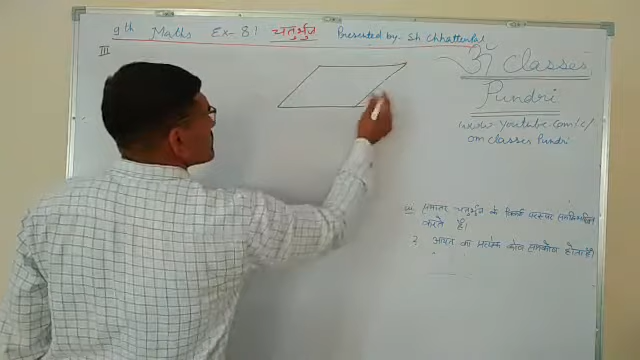 9th Maths Ex-8.1 चतुर्भुज Presented by- Sh Chhattenlal
III
ॐ Classes
Pundri
www.youtube.com/c/
om classes Pundri
समान्तर चतुर्भुज के विकर्ण परस्पर समद्विभाजित
करते है।
2. आयत का प्रत्येक कोण समकोण होता है।